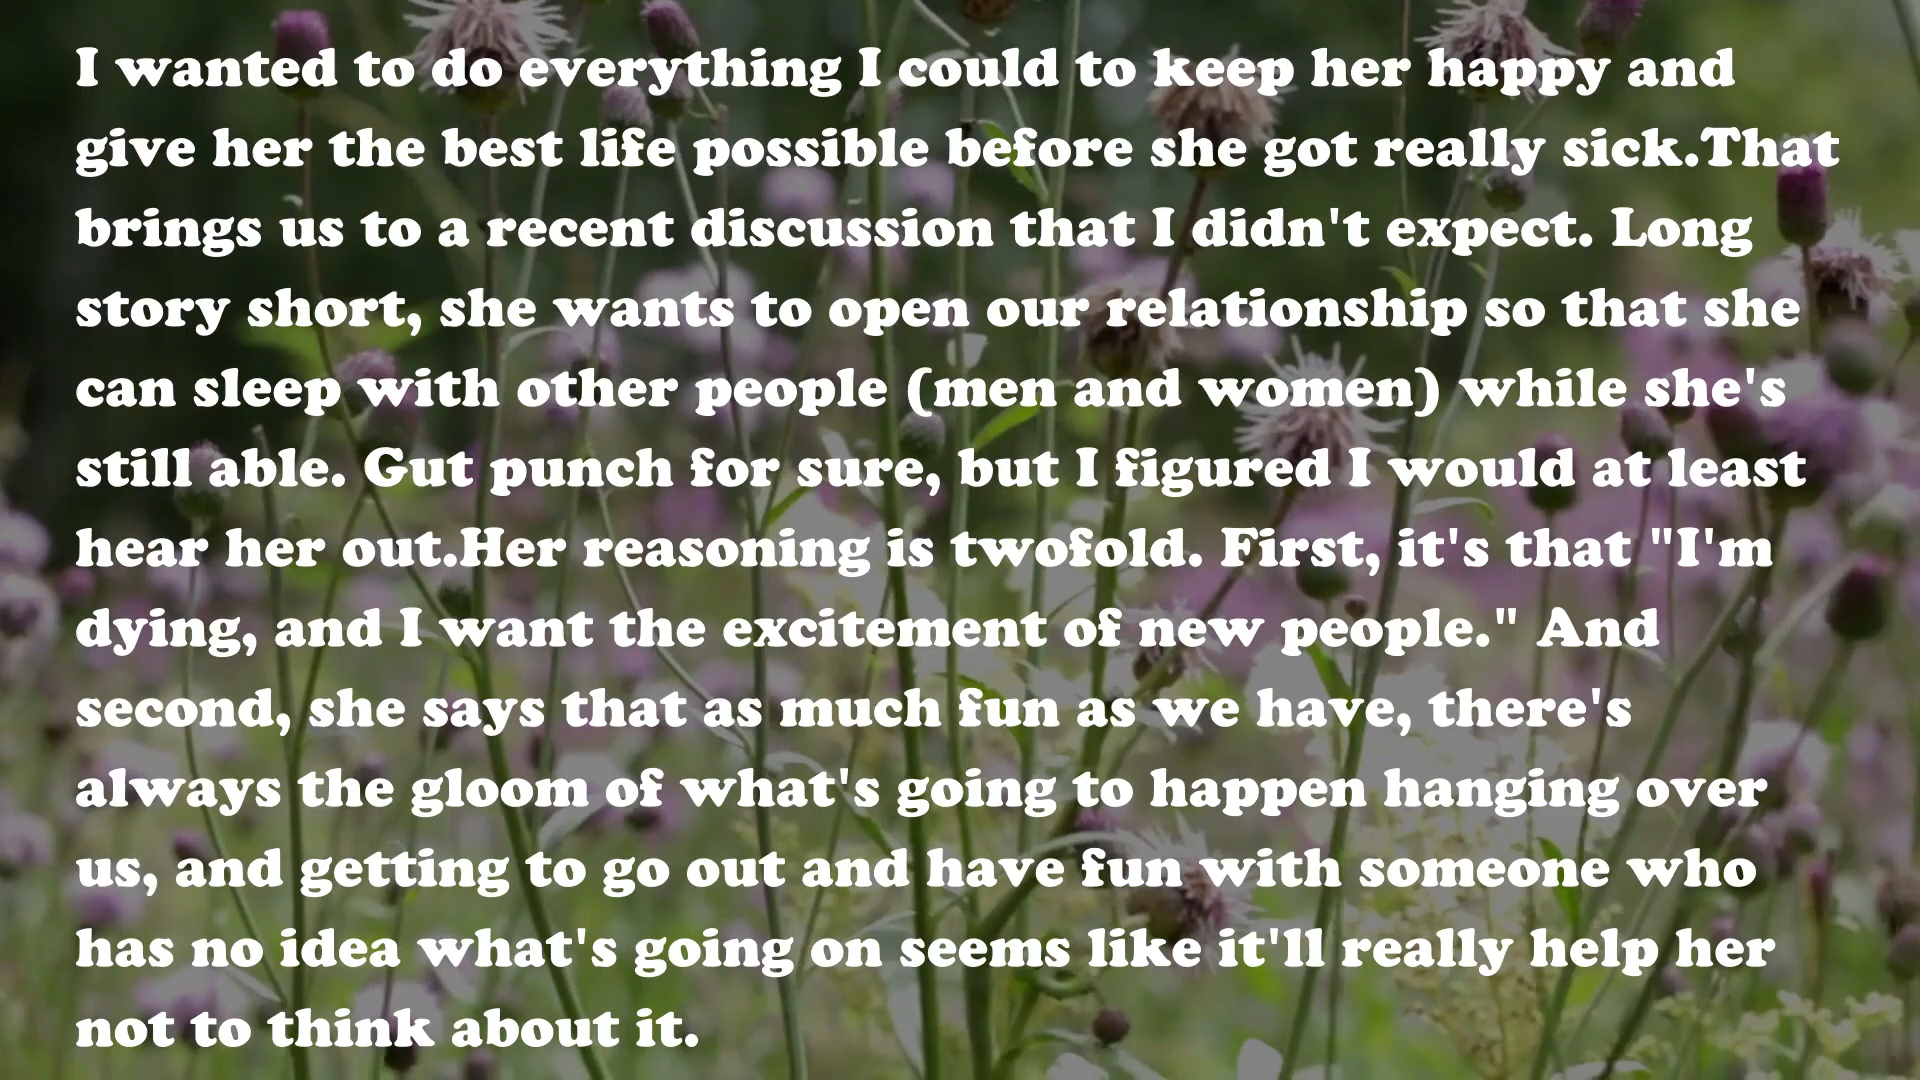 I wanted to do everything I could to keep her happy and
give her the best life possible before she got really sick.That
brings us to a recent discussion that I didn't expect. Long
story short, she wants to open our relationship so that she
can sleep with other people (men and women) while she's
still able. Gut punch for sure, but I figured I would at least
hear her out.Her reasoning is twofold. First, it's that "I'm
dying, and I want the excitement of new people." And
second, she says that as much fun as we have, there's
always the gloom of what's going to happen hanging over
us, and getting to go out and have fun with someone who
has no idea what's going on seems like it'll really help her
not to think about it.